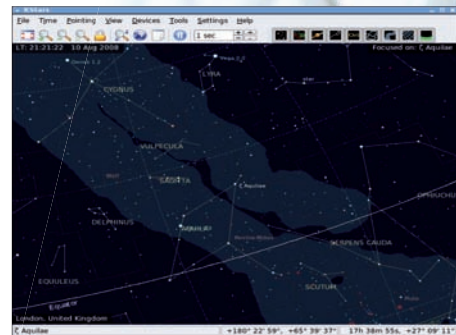 KStars
File Time Pointing View Devices Tools Settings Help
1 sec
LT: 21:21:22 10 Aug 2008
Focused on: ζ Aquilae
LYRA
CYGNUS
VULPECULA
SAGITTA
ζ Aquilae
OPHIUCHUS
DELPHINUS
SERPENS CAUDA
EQUULEUS
SCUTUM
Equator
Pluto
London, United Kingdom
ζ Aquilae +180° 22' 59", +65° 39' 37" 17h 38m 55s, +27° 09' 11"